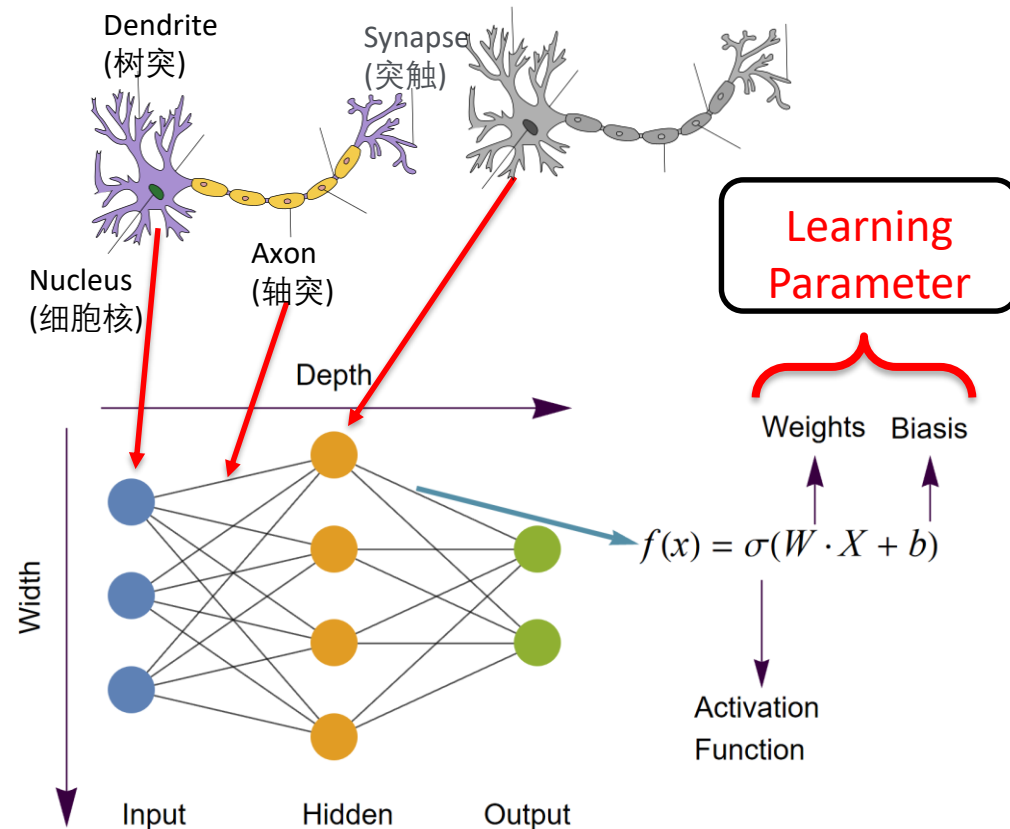 Dendrite
(树突)
Synapse
(突触)
Nucleus
(细胞核)
Axon
(轴突)
Learning
Parameter
Depth
Width
Weights
Biasis
f(x) = σ(W · X + b)
Activation
Function
Input
Hidden
Output